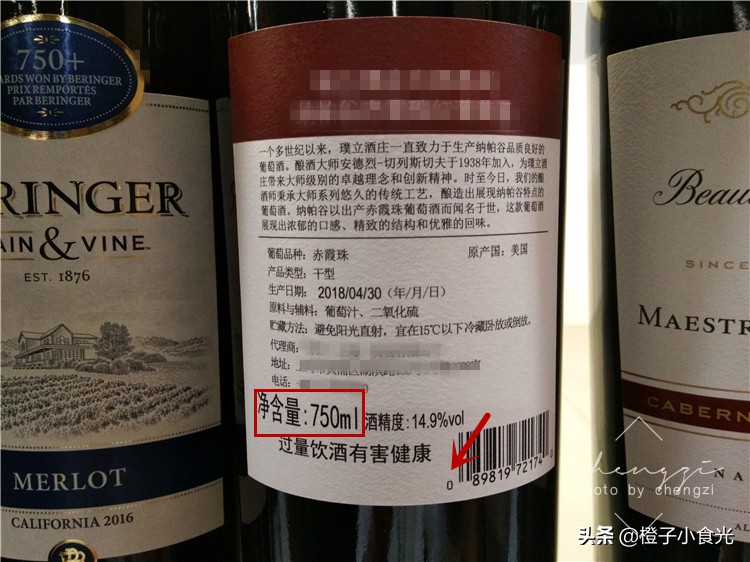 750+
ARDS WON BY BERINGER
PRIX REMPORTÉS
PAR BERINGER
RINGER
AIN & VINE
EST. 1876
MERLOT
CALIFORNIA 2016
一个多世纪以来，璞立酒庄一直致力于生产纳帕谷品质良好的
葡萄酒。酿酒大师安德烈-切列斯切夫于1938年加入，为璞立酒
庄带来大师级别的卓越理念和创新精神。时至今日，我们的酿
酒师秉承大师系列悠久的传统工艺，酿造出展现纳帕谷特点的
葡萄酒。纳帕谷以出产赤霞珠葡萄酒而闻名于世，这款葡萄酒
展现出浓郁的口感、精致的结构和优雅的回味。
葡萄品种：赤霞珠 原产国：美国
产品类型：干型
生产日期：2018/04/30（年/月/日）
原料与辅料：葡萄汁、二氧化硫
贮藏方法：避免阳光直射，宜在15℃以下冷藏卧放或倒放。
代理商：
地址：
电话：
净含量：750ml 酒精度：14.9%vol
过量饮酒有害健康
0 89819 72174 0
Beau
SINCE
MAESTR
CABERN
NA
AL
chengzi
photo by chengzi
头条 @橙子小食光